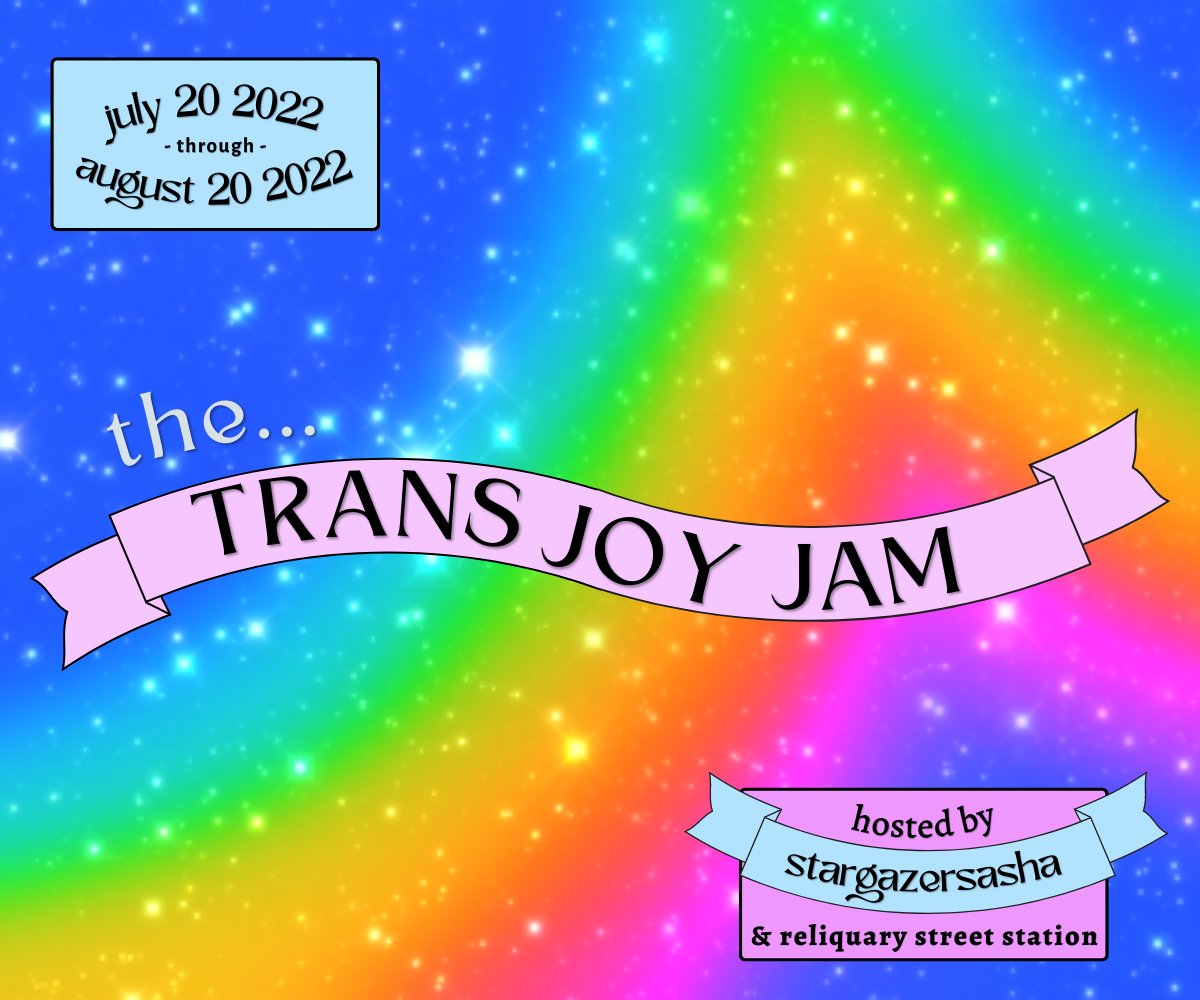 july 20 2022
- through -
august 20 2022
the...
TRANS JOY JAM
hosted by
stargazersasha
& reliquary street station